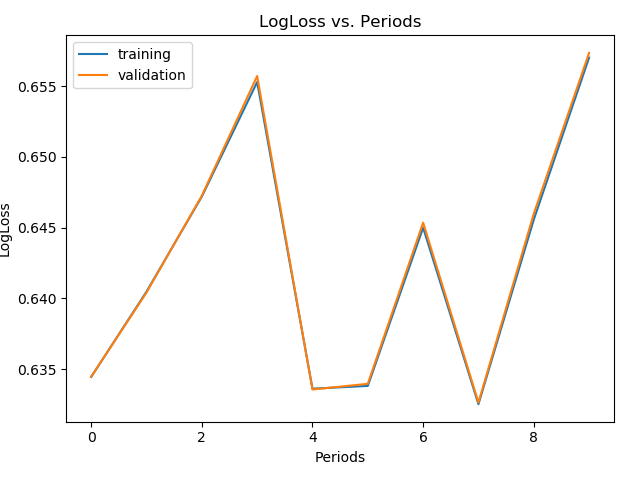 LogLoss vs. Periods
training
validation
0.655
0.650
0.645
0.640
0.635
LogLoss
0 2 4 6 8
Periods